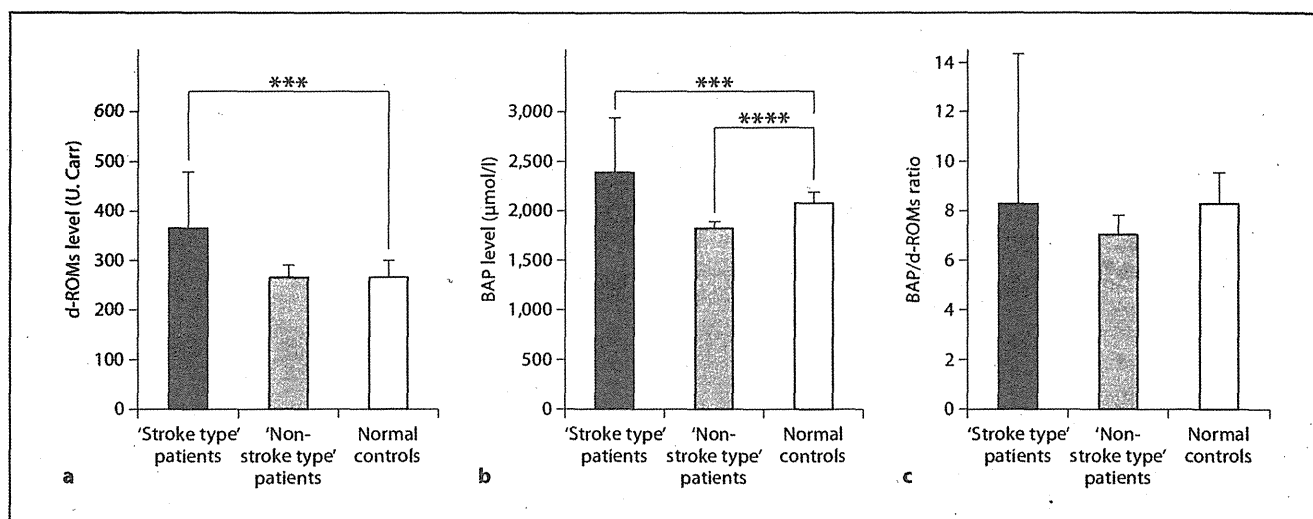 d-ROMs level (U. Carr)
600
500
400
300
200
100
0
***
'Stroke type'
patients
'Non-
stroke type'
patients
Normal
controls
a
BAP level (µmol/l)
3,000
2,500
2,000
1,500
1,000
500
0
***
****
'Stroke type'
patients
'Non-
stroke type'
patients
Normal
controls
b
BAP/d-ROMs ratio
14
12
10
8
6
4
2
0
'Stroke type'
patients
'Non-
stroke type'
patients
Normal
controls
c